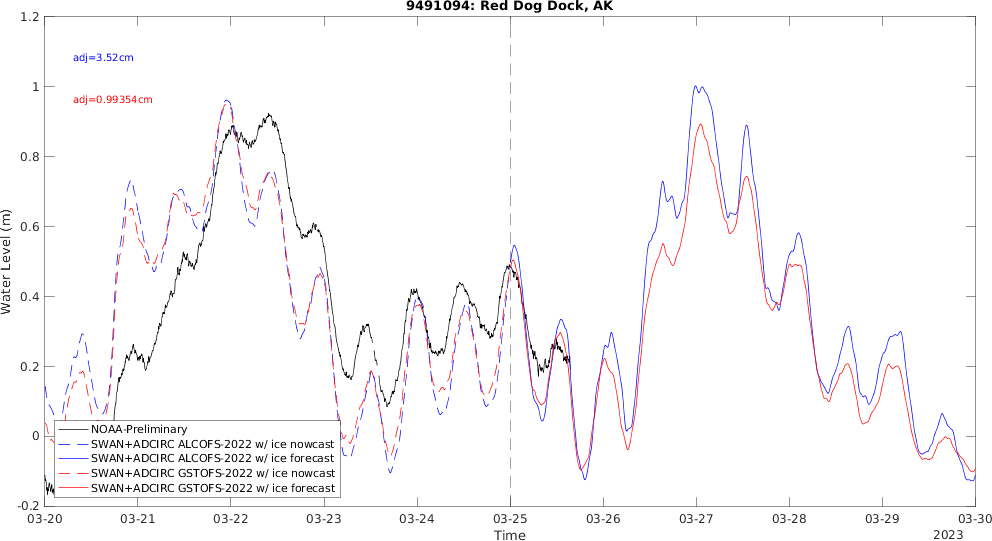 9491094: Red Dog Dock, AK
1.2
1
0.8
0.6
0.4
0.2
0
-0.2
Water Level (m)
adj=3.52cm
adj=0.99354cm
NOAA-Preliminary
SWAN+ADCIRC ALCOFS-2022 w/ ice nowcast
SWAN+ADCIRC ALCOFS-2022 w/ ice forecast
SWAN+ADCIRC GSTOFS-2022 w/ ice nowcast
SWAN+ADCIRC GSTOFS-2022 w/ ice forecast
03-20 03-21 03-22 03-23 03-24 03-25 03-26 03-27 03-28 03-29 03-30
Time
2023